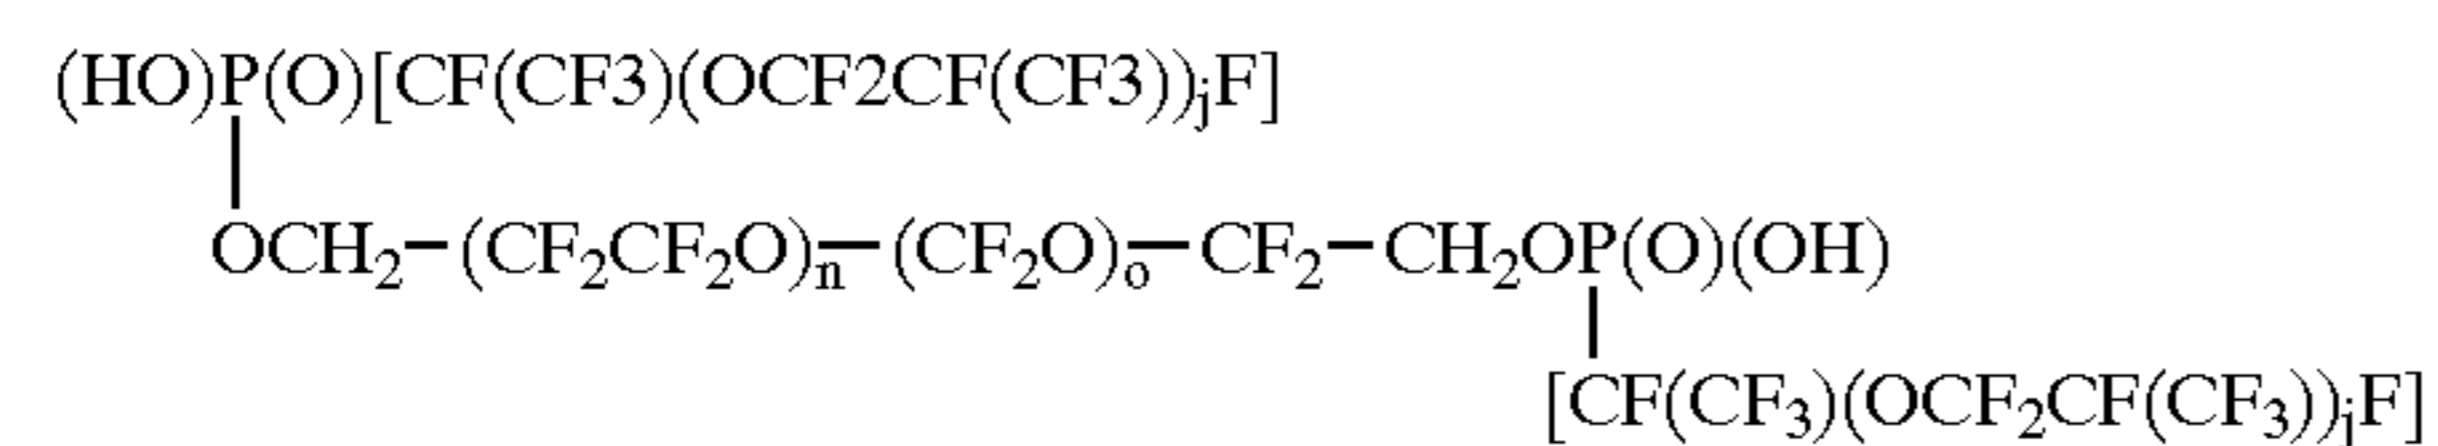 (HO)P(O)[CF(CF3)(OCF2CF(CF3))jF]
OCH₂—(CF₂CF₂O)ₙ—(CF₂O)ₒ—CF₂—CH₂OP(O)(OH)
[CF(CF₃)(OCF₂CF(CF₃))jF]